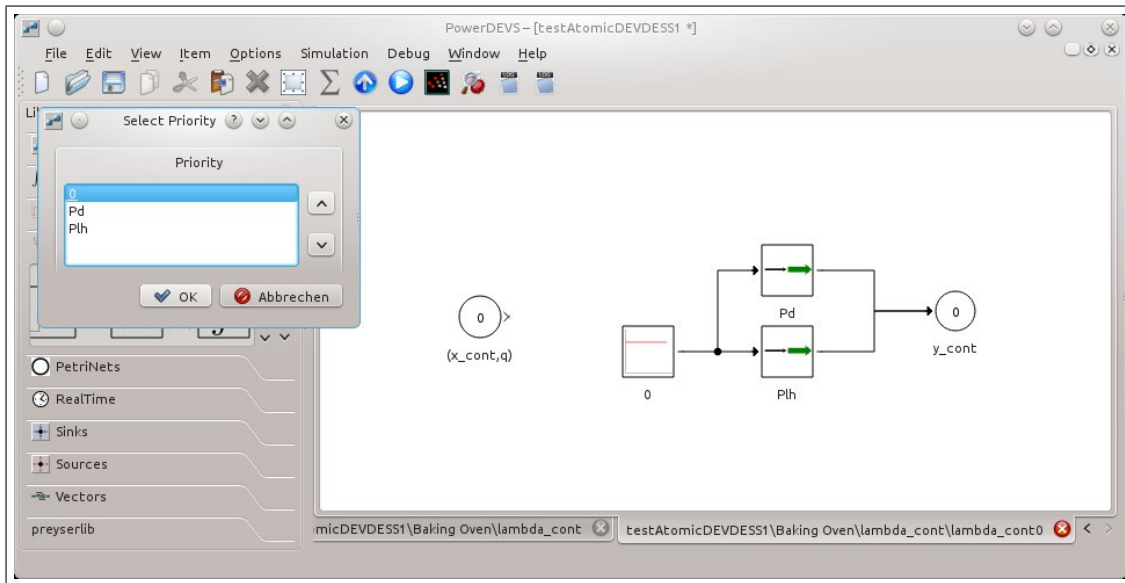 PowerDEVS – [testAtomicDEVDESS1 *]
File Edit View Item Options Simulation Debug Window Help
Select Priority
Priority
0
Pd
Plh
OK Abbrechen
PetriNets
RealTime
Sinks
Sources
Vectors
preyserlib
0
(x_cont,q)
0
Pd
Plh
0
y_cont
omicDEVDESS1\Baking Oven\lambda_cont
testAtomicDEVDESS1\Baking Oven\lambda_cont\lambda_cont0